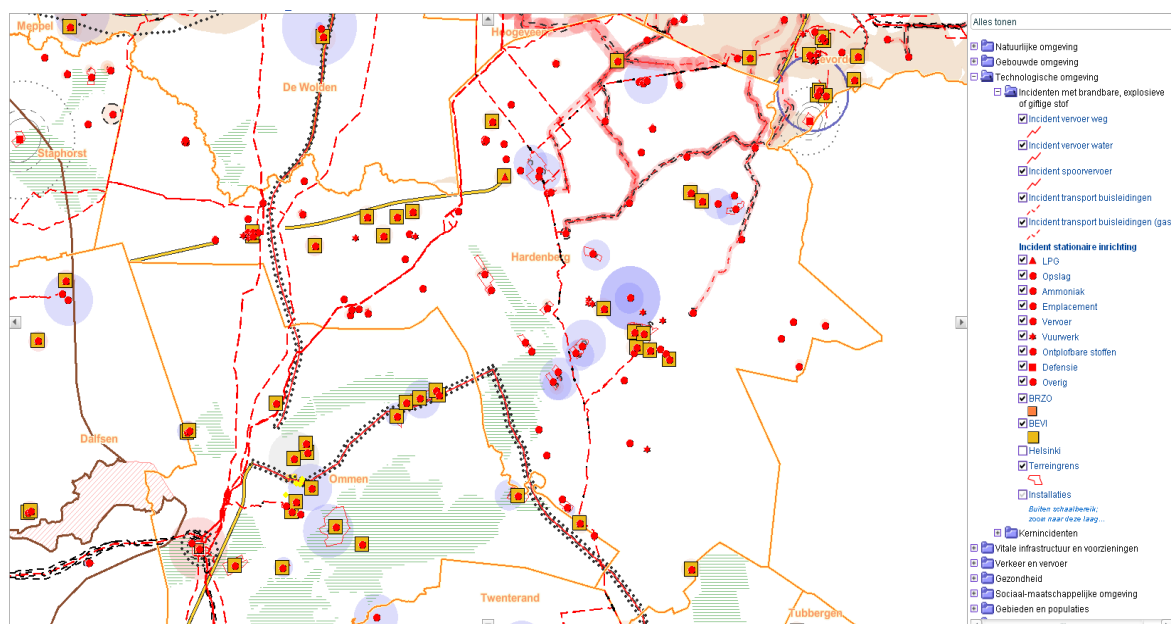 Meppel
Hoogeveen
De Wolden
Staphorst
Hardenberg
Dalfsen
Ommen
Twenterand
Tubbergen
Alles tonen
Natuurlijke omgeving
Gebouwde omgeving
Technologische omgeving
Incidenten met brandbare, explosieve
of giftige stof
Incident vervoer weg
Incident vervoer water
Incident spoorvervoer
Incident transport buisleidingen
Incident transport buisleidingen (gas
Incident stationaire inrichting
LPG
Opslag
Ammoniak
Emplacement
Vervoer
Vuurwerk
Ontplofbare stoffen
Defensie
Overig
BRZO
BEVI
Helsinki
Terreingrens
Installaties
Buiten schaalbereik;
zoom naar deze laag...
Kernincidenten
Vitale infrastructuur en voorzieningen
Verkeer en vervoer
Gezondheid
Sociaal-maatschappelijke omgeving
Gebieden en populaties